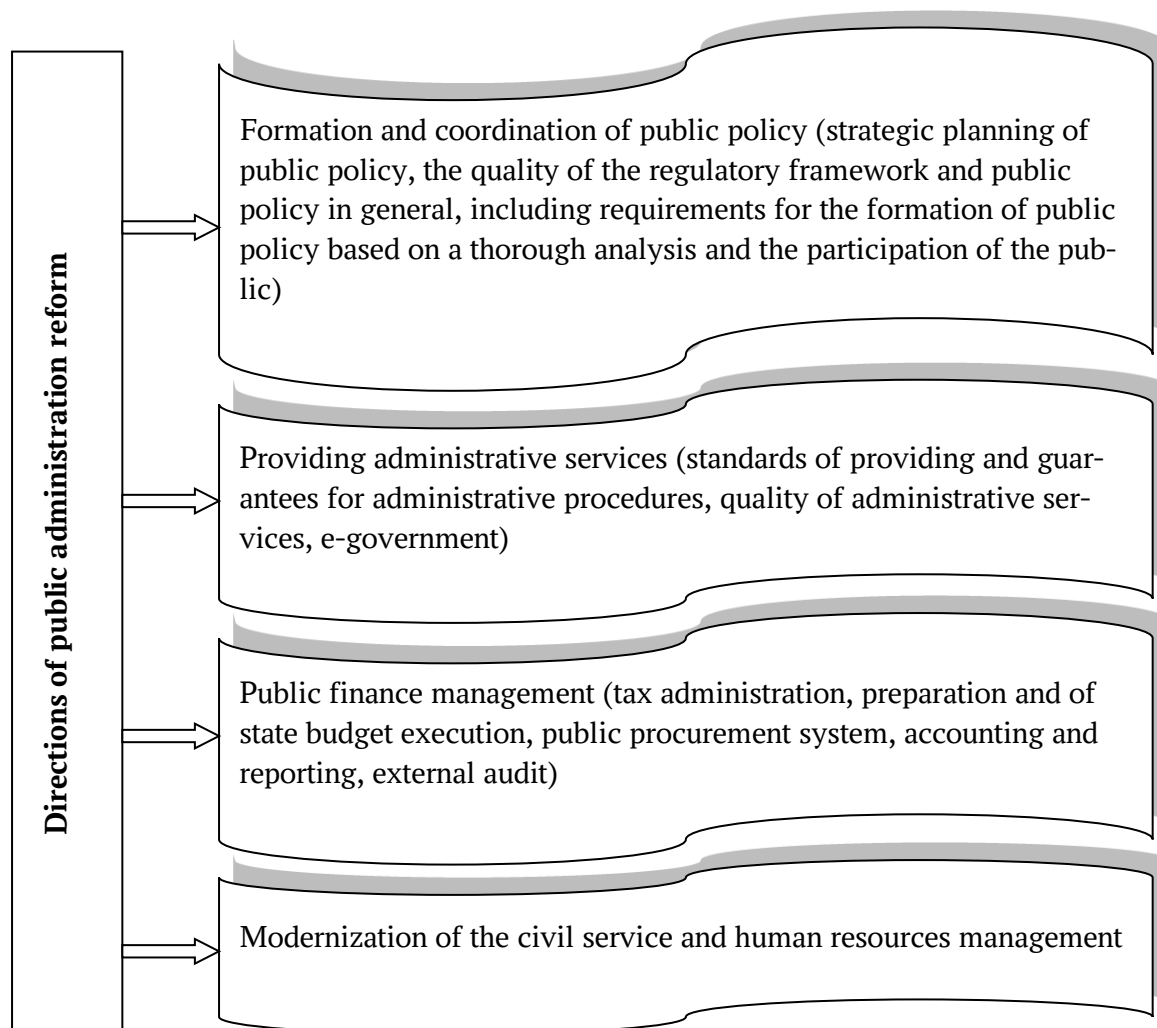 Directions of public administration reform
Formation and coordination of public policy (strategic planning of
public policy, the quality of the regulatory framework and public
policy in general, including requirements for the formation of public
policy based on a thorough analysis and the participation of the pub-
lic)
Providing administrative services (standards of providing and guar-
antees for administrative procedures, quality of administrative ser-
vices, e-government)
Public finance management (tax administration, preparation and of
state budget execution, public procurement system, accounting and
reporting, external audit)
Modernization of the civil service and human resources management